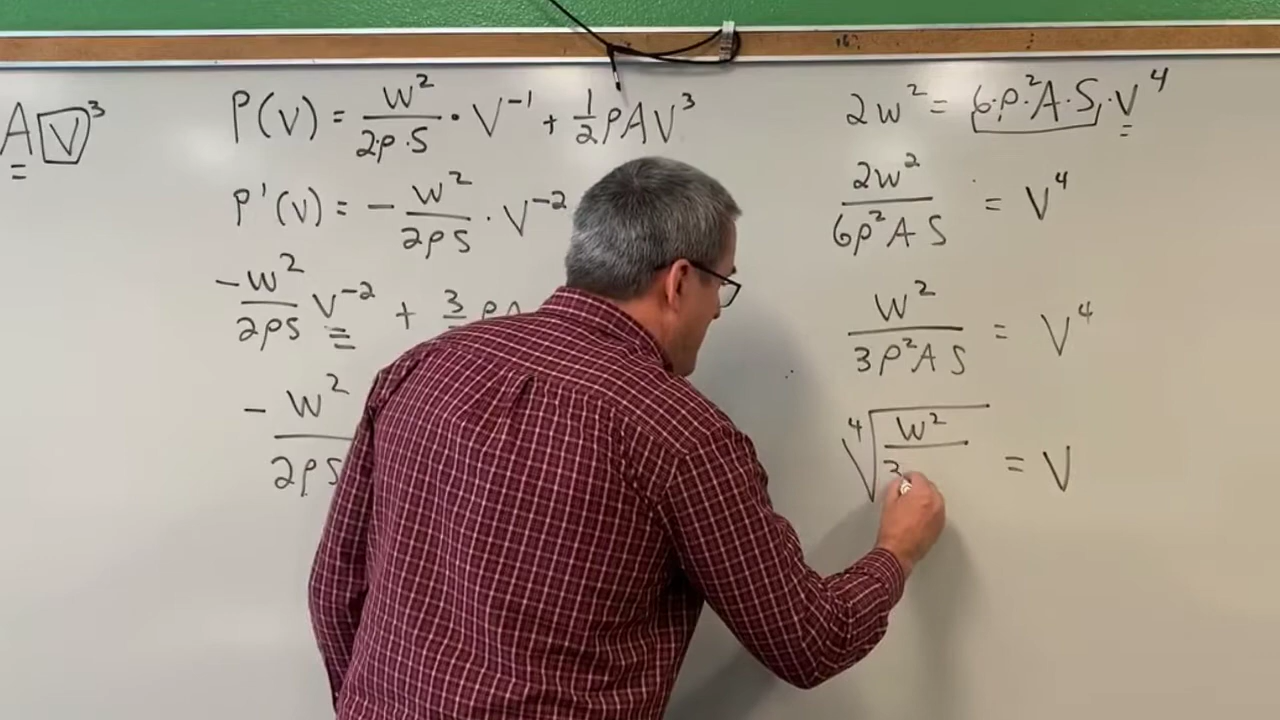 A V³
P(V) = w²/2ρ·S · V⁻¹ + 1/2 ρAV³
P'(V) = - w²/2ρS · V⁻²
-w²/2ρS V⁻² + 3
- w²/2ρS
2w² = 6·ρ²·A·S·V⁴
2w²/6ρ²AS = V⁴
w²/3ρ²AS = V⁴
⁴√(w²/3) = V